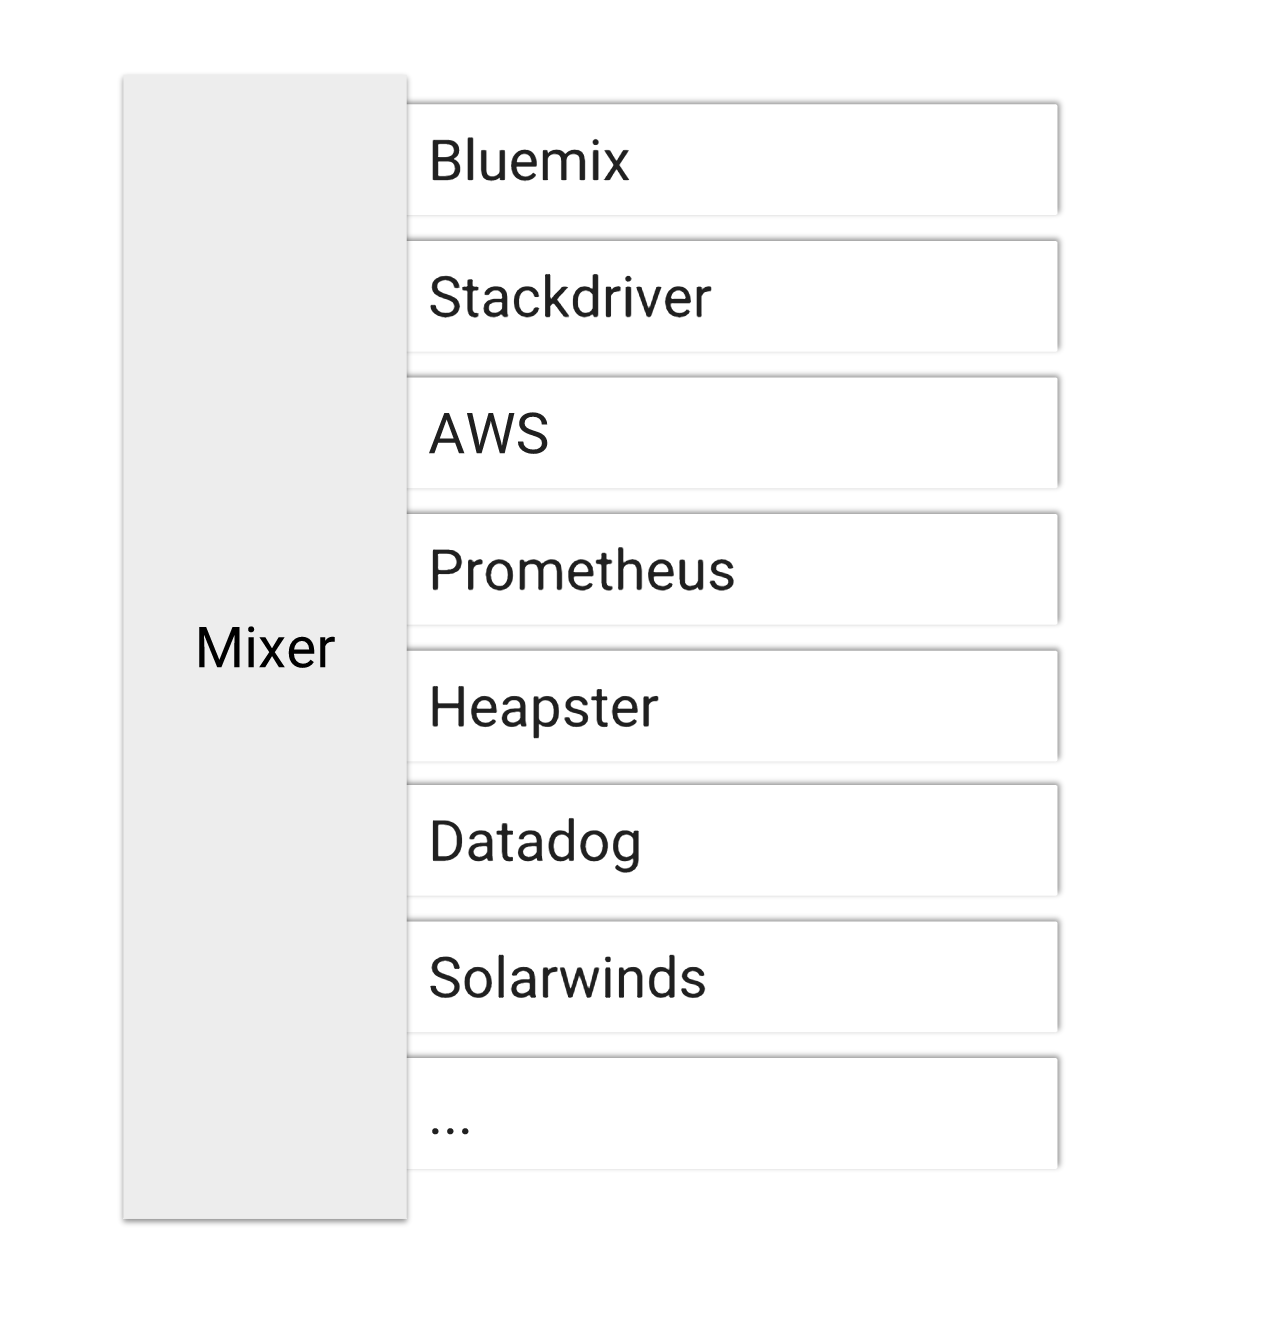 Bluemix
Stackdriver
AWS
Prometheus
Mixer
Heapster
Datadog
Solarwinds
...